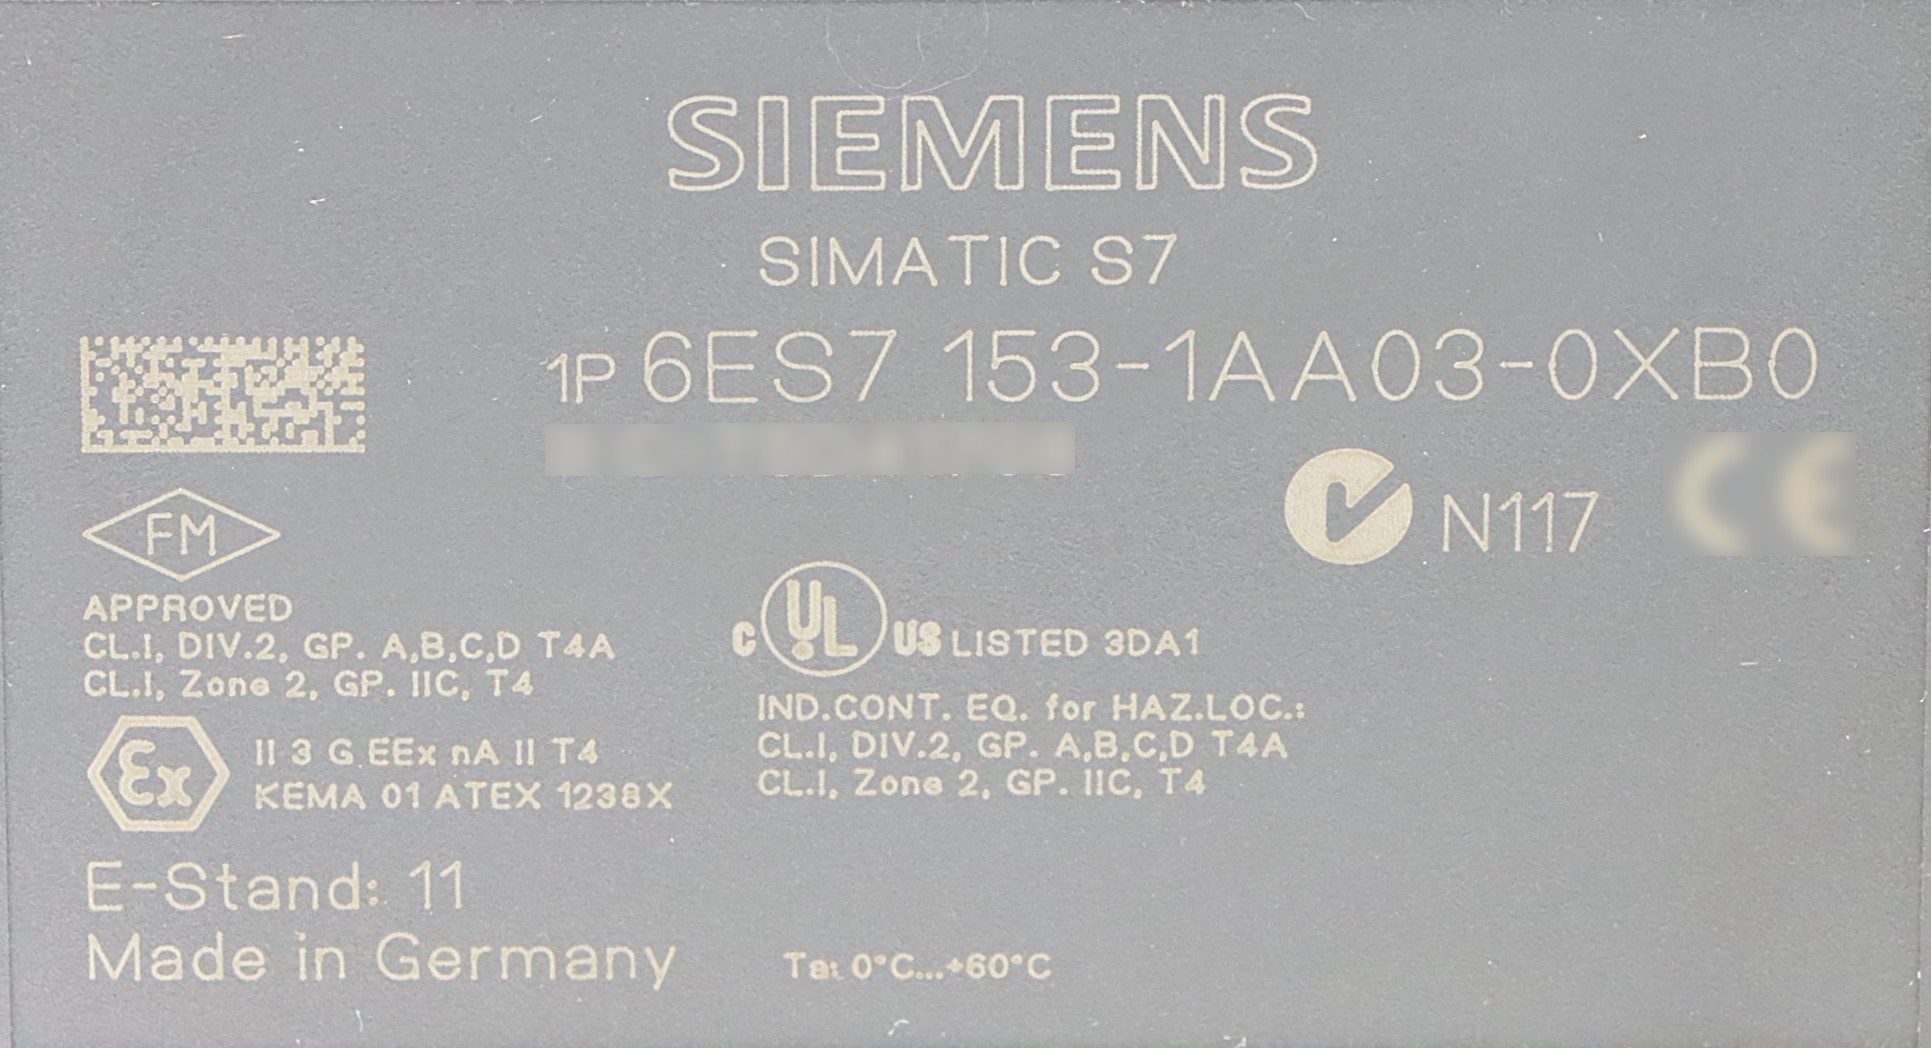 SIEMENS
SIMATIC S7
1P 6ES7 153-1AA03-0XB0
N117
FM
APPROVED
CL.I, DIV.2, GP. A,B,C,D T4A
CL.I, Zone 2, GP. IIC, T4
C UL US LISTED 3DA1
IND.CONT. EQ. for HAZ.LOC.:
CL.I, DIV.2, GP. A,B,C,D T4A
CL.I, Zone 2, GP. IIC, T4
Ex
II 3 G EEx nA II T4
KEMA 01 ATEX 1238X
E-Stand: 11
Made in Germany
Ta: 0°C...+60°C